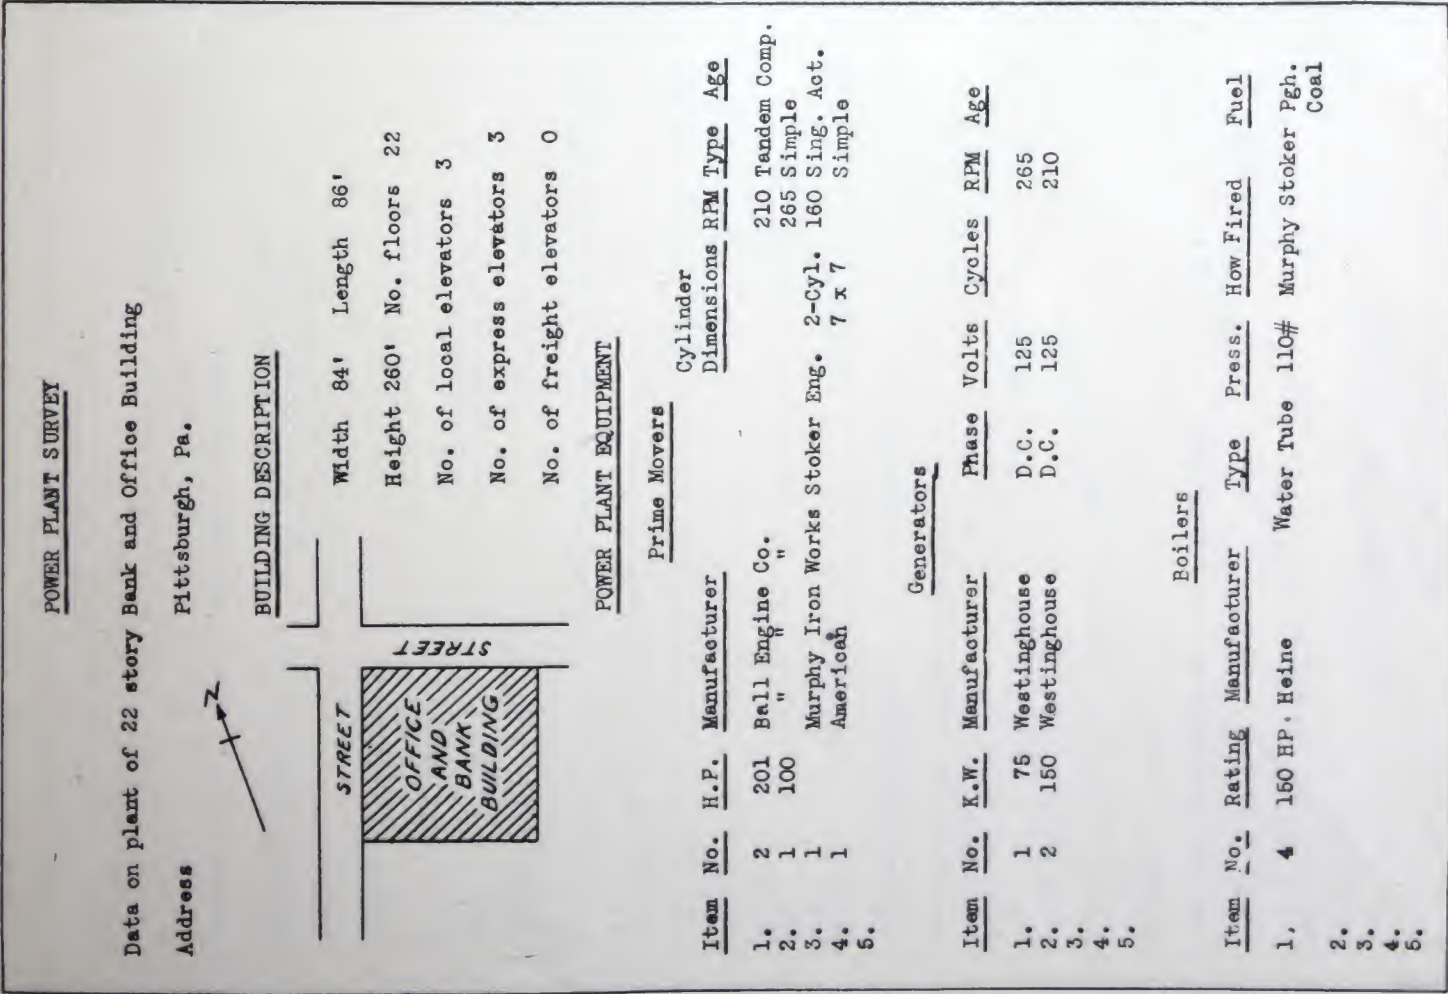 POWER PLANT SURVEY
Data on plant of 22 story Bank and Office Building
Address Pittsburgh, Pa.
BUILDING DESCRIPTION
STREET
STREET
OFFICE
AND
BANK
BUILDING
N
Width 84' Length 86'
Height 260' No. floors 22
No. of local elevators 3
No. of express elevators 3
No. of freight elevators 0
POWER PLANT EQUIPMENT
Prime Movers
Cylinder
Item No. H.P. Manufacturer Dimensions RPM Type Age
1. 2 201 Ball Engine Co. 210 Tandem Comp.
2. 1 100 " " " 265 Simple
3. 1 Murphy Iron Works Stoker Eng. 2-Cyl. 160 Sing. Act.
4. 1 American 7 x 7 Simple
5.
Generators
Item No. K.W. Manufacturer Phase Volts Cycles RPM Age
1. 1 75 Westinghouse D.C. 125 265
2. 2 150 Westinghouse D.C. 125 210
3.
4.
5.
Boilers
Item No. Rating Manufacturer Type Press. How Fired Fuel
1. 4 150 HP. Heine Water Tube 110# Murphy Stoker Pgh.
Coal
2.
3.
4.
5.